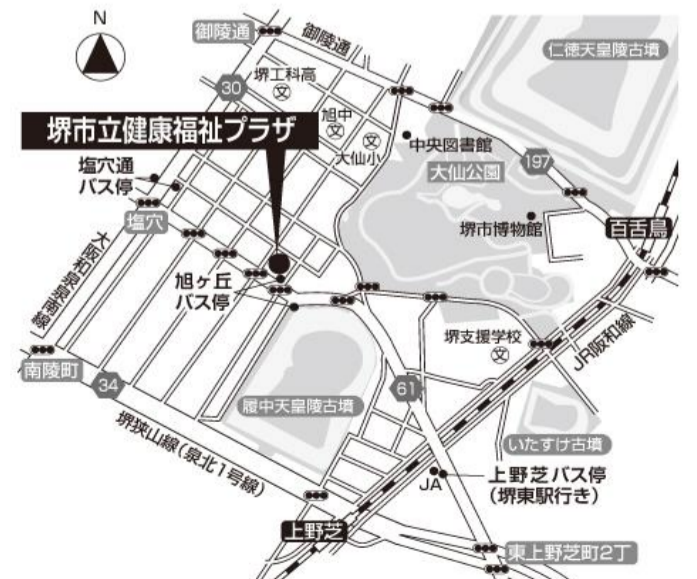 N
御陵通
御陵通
仁徳天皇陵古墳
堺工科高
文
30
旭中
文
文
大仙小
堺市立健康福祉プラザ
中央図書館
197
大仙公園
塩穴通
バス停
塩穴
堺市博物館
百舌鳥
大阪和泉泉南線
旭ヶ丘
バス停
堺支援学校
文
JR阪和線
南陵町
34
61
履中天皇陵古墳
いたすけ古墳
堺狭山線(泉北1号線)
JA
上野芝バス停
(堺東駅行き)
上野芝
東上野芝町2丁